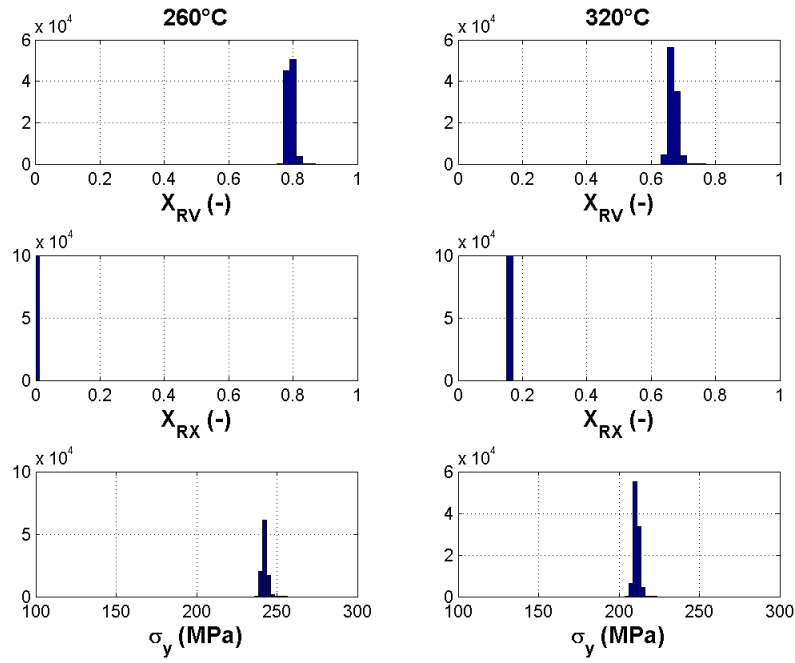 260°C 320°C
x 10^4 x 10^4
6 6
4 4
2 2
0 0
0 0.2 0.4 0.6 0.8 1 0 0.2 0.4 0.6 0.8 1
X_RV (-) X_RV (-)
x 10^4 x 10^4
10 10
5 5
0 0
0 0.2 0.4 0.6 0.8 1 0 0.2 0.4 0.6 0.8 1
X_RX (-) X_RX (-)
x 10^4 x 10^4
10 6
4
5
2
0 0
100 150 200 250 300 100 150 200 250 300
σ_y (MPa) σ_y (MPa)